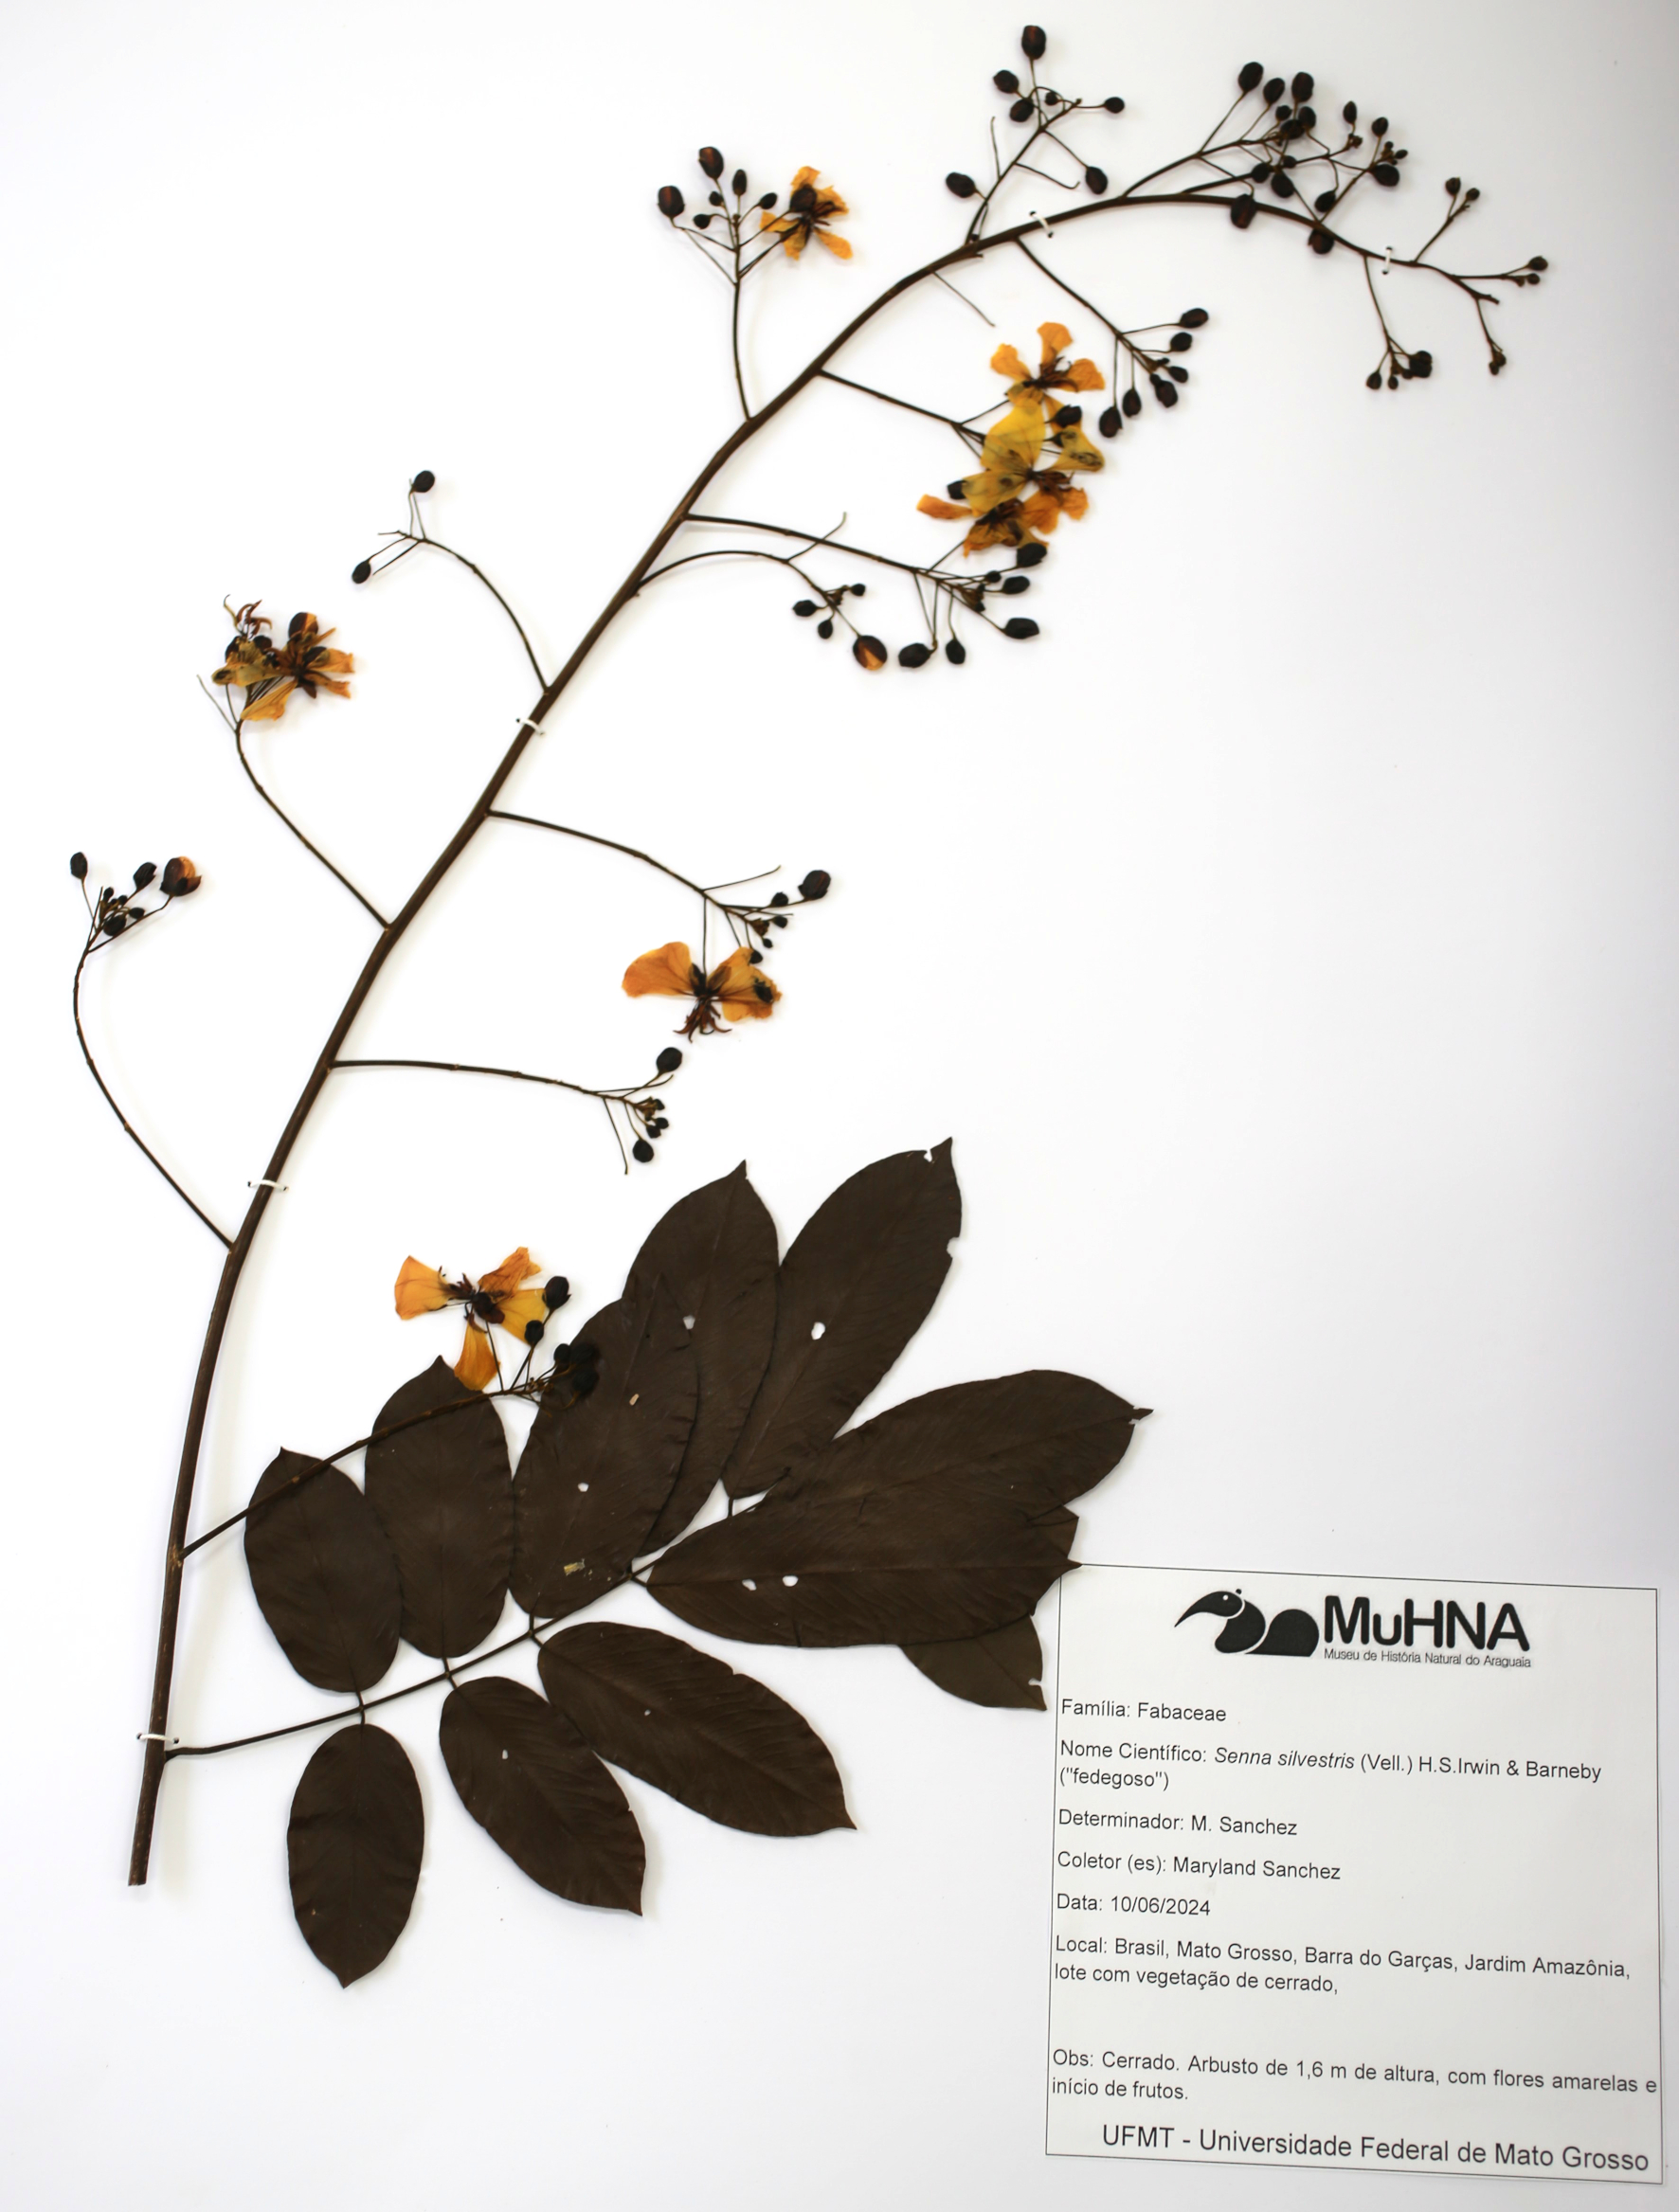 MuHNA
Museu de História Natural do Araguaia
Família: Fabaceae
Nome Científico: Senna silvestris (Vell.) H.S.Irwin & Barneby
("fedegoso")
Determinador: M. Sanchez
Coletor (es): Maryland Sanchez
Data: 10/06/2024
Local: Brasil, Mato Grosso, Barra do Garças, Jardim Amazônia,
lote com vegetação de cerrado,
Obs: Cerrado. Arbusto de 1,6 m de altura, com flores amarelas e
início de frutos.
UFMT - Universidade Federal de Mato Grosso